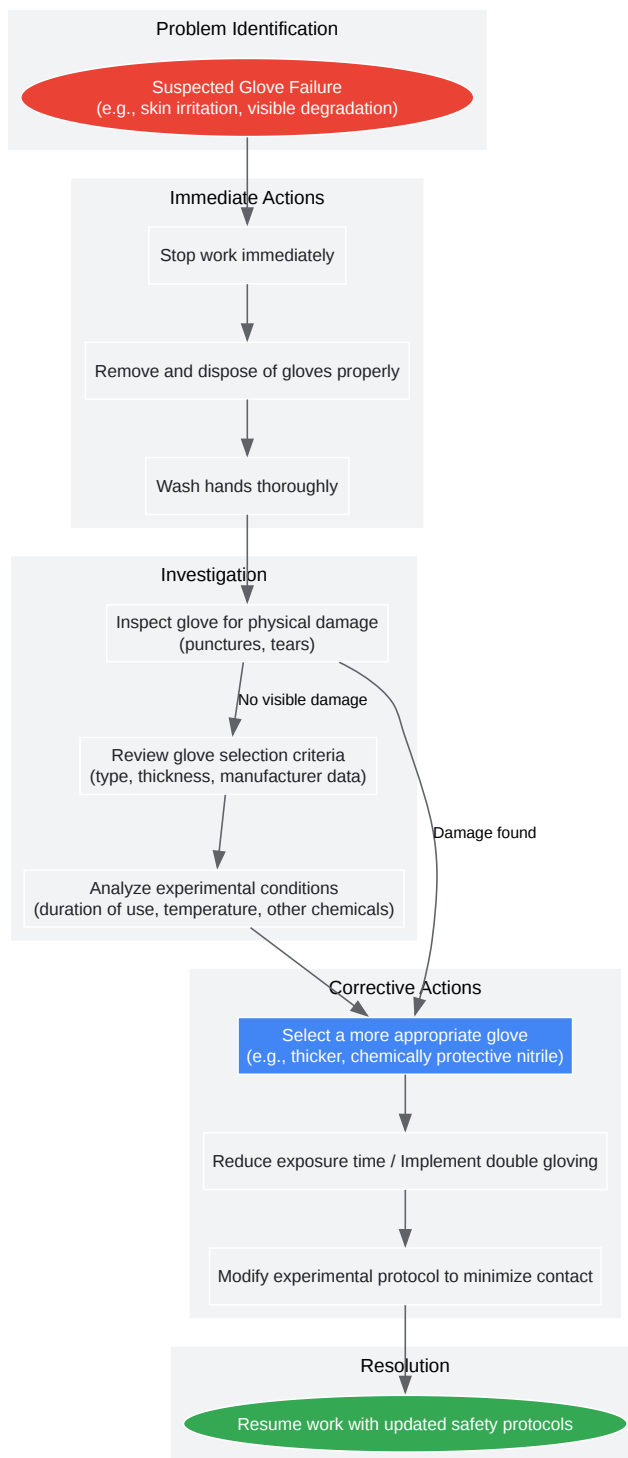 Problem Identification
Suspected Glove Failure
(e.g., skin irritation, visible degradation)
Immediate Actions
Stop work immediately
Remove and dispose of gloves properly
Wash hands thoroughly
Investigation
Inspect glove for physical damage
(punctures, tears)
No visible damage
Review glove selection criteria
(type, thickness, manufacturer data)
Damage found
Analyze experimental conditions
(duration of use, temperature, other chemicals)
Corrective Actions
Select a more appropriate glove
(e.g., thicker, chemically protective nitrile)
Reduce exposure time / Implement double gloving
Modify experimental protocol to minimize contact
Resolution
Resume work with updated safety protocols